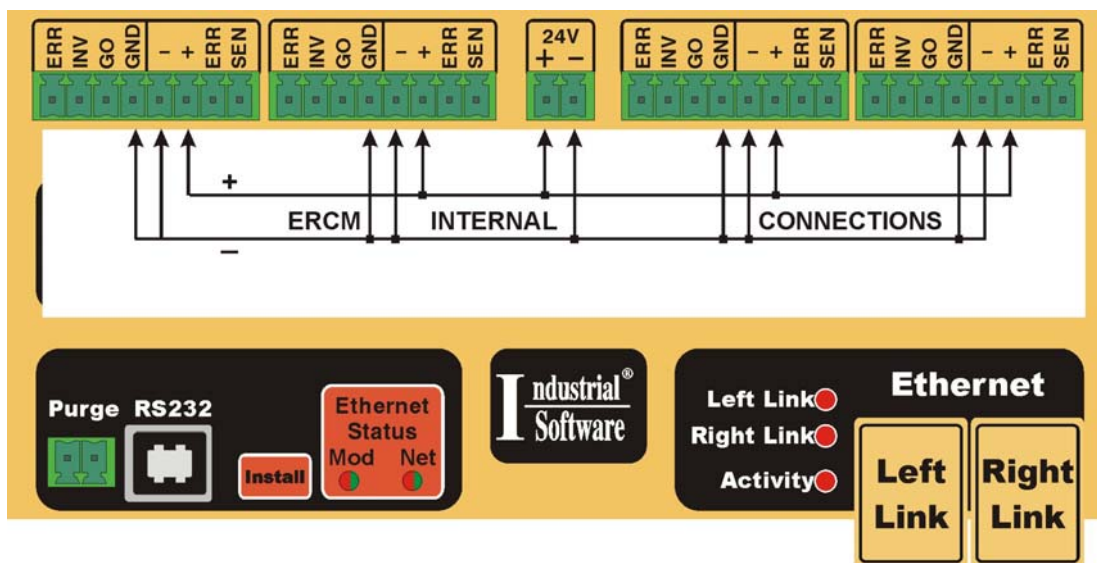 ERR INV GO GND - + ERR SEN
ERR INV GO GND - + ERR SEN
24V
+ -
ERR INV GO GND - + ERR SEN
ERR INV GO GND - + ERR SEN
+
ERCM INTERNAL CONNECTIONS
–
Purge RS232
Install
Ethernet
Status
Mod Net
Industrial®
Software
Ethernet
Left Link
Right Link
Activity
Left
Link
Right
Link